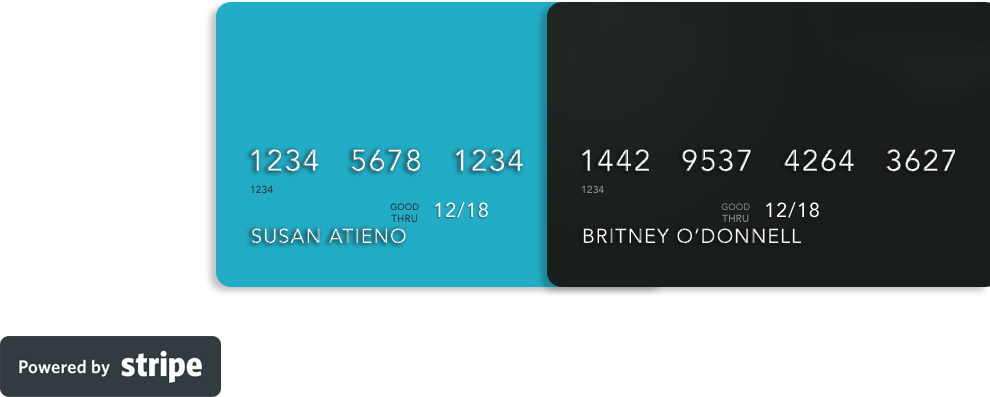 1234 5678 1234
1234
GOOD THRU 12/18
SUSAN ATIENO
1442 9537 4264 3627
1234
GOOD THRU 12/18
BRITNEY O’DONNELL
Powered by stripe